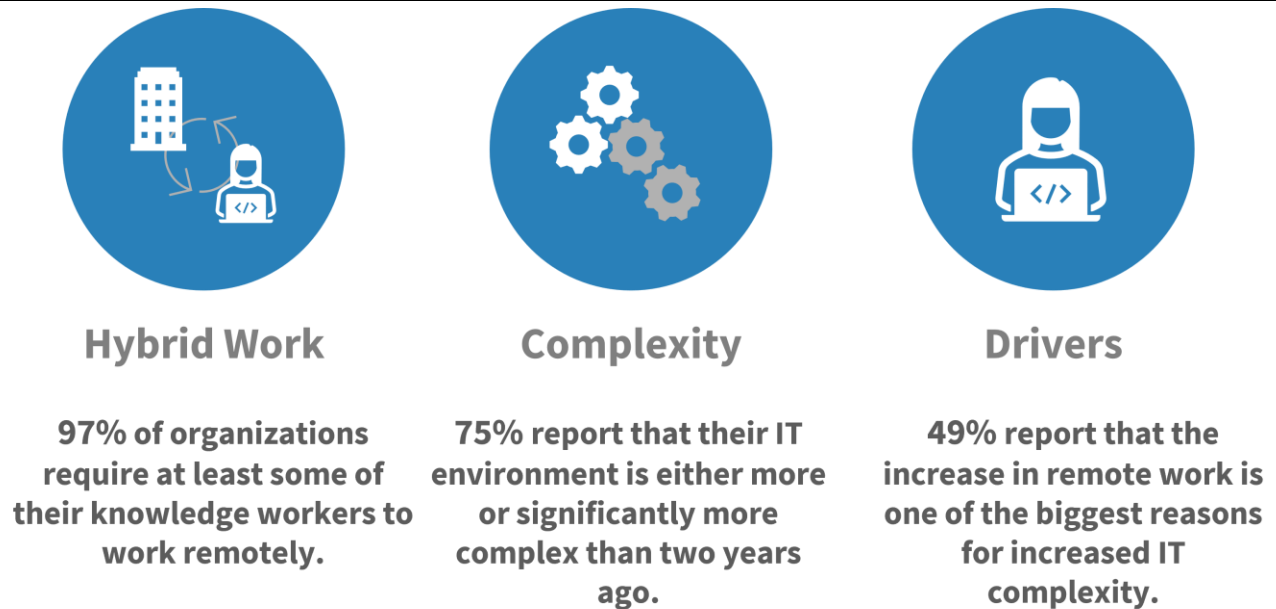 </>
</>
Hybrid Work
97% of organizations
require at least some of
their knowledge workers to
work remotely.
Complexity
75% report that their IT
environment is either more
or significantly more
complex than two years
ago.
Drivers
49% report that the
increase in remote work is
one of the biggest reasons
for increased IT
complexity.